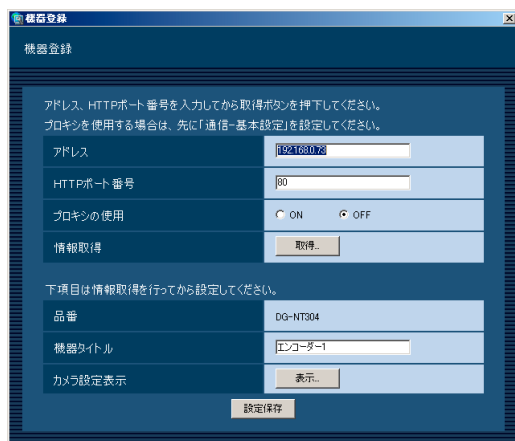 機器登録
機器登録
アドレス、HTTPポート番号を入力してから取得ボタンを押下してください。
プロキシを使用する場合は、先に「通信-基本設定」を設定してください。
アドレス
192.168.0.73
HTTPポート番号
80
プロキシの使用
ON OFF
情報取得
取得..
下項目は情報取得を行ってから設定してください。
品番
DG-NT304
機器タイトル
エンコーダー1
カメラ設定表示
表示..
設定保存